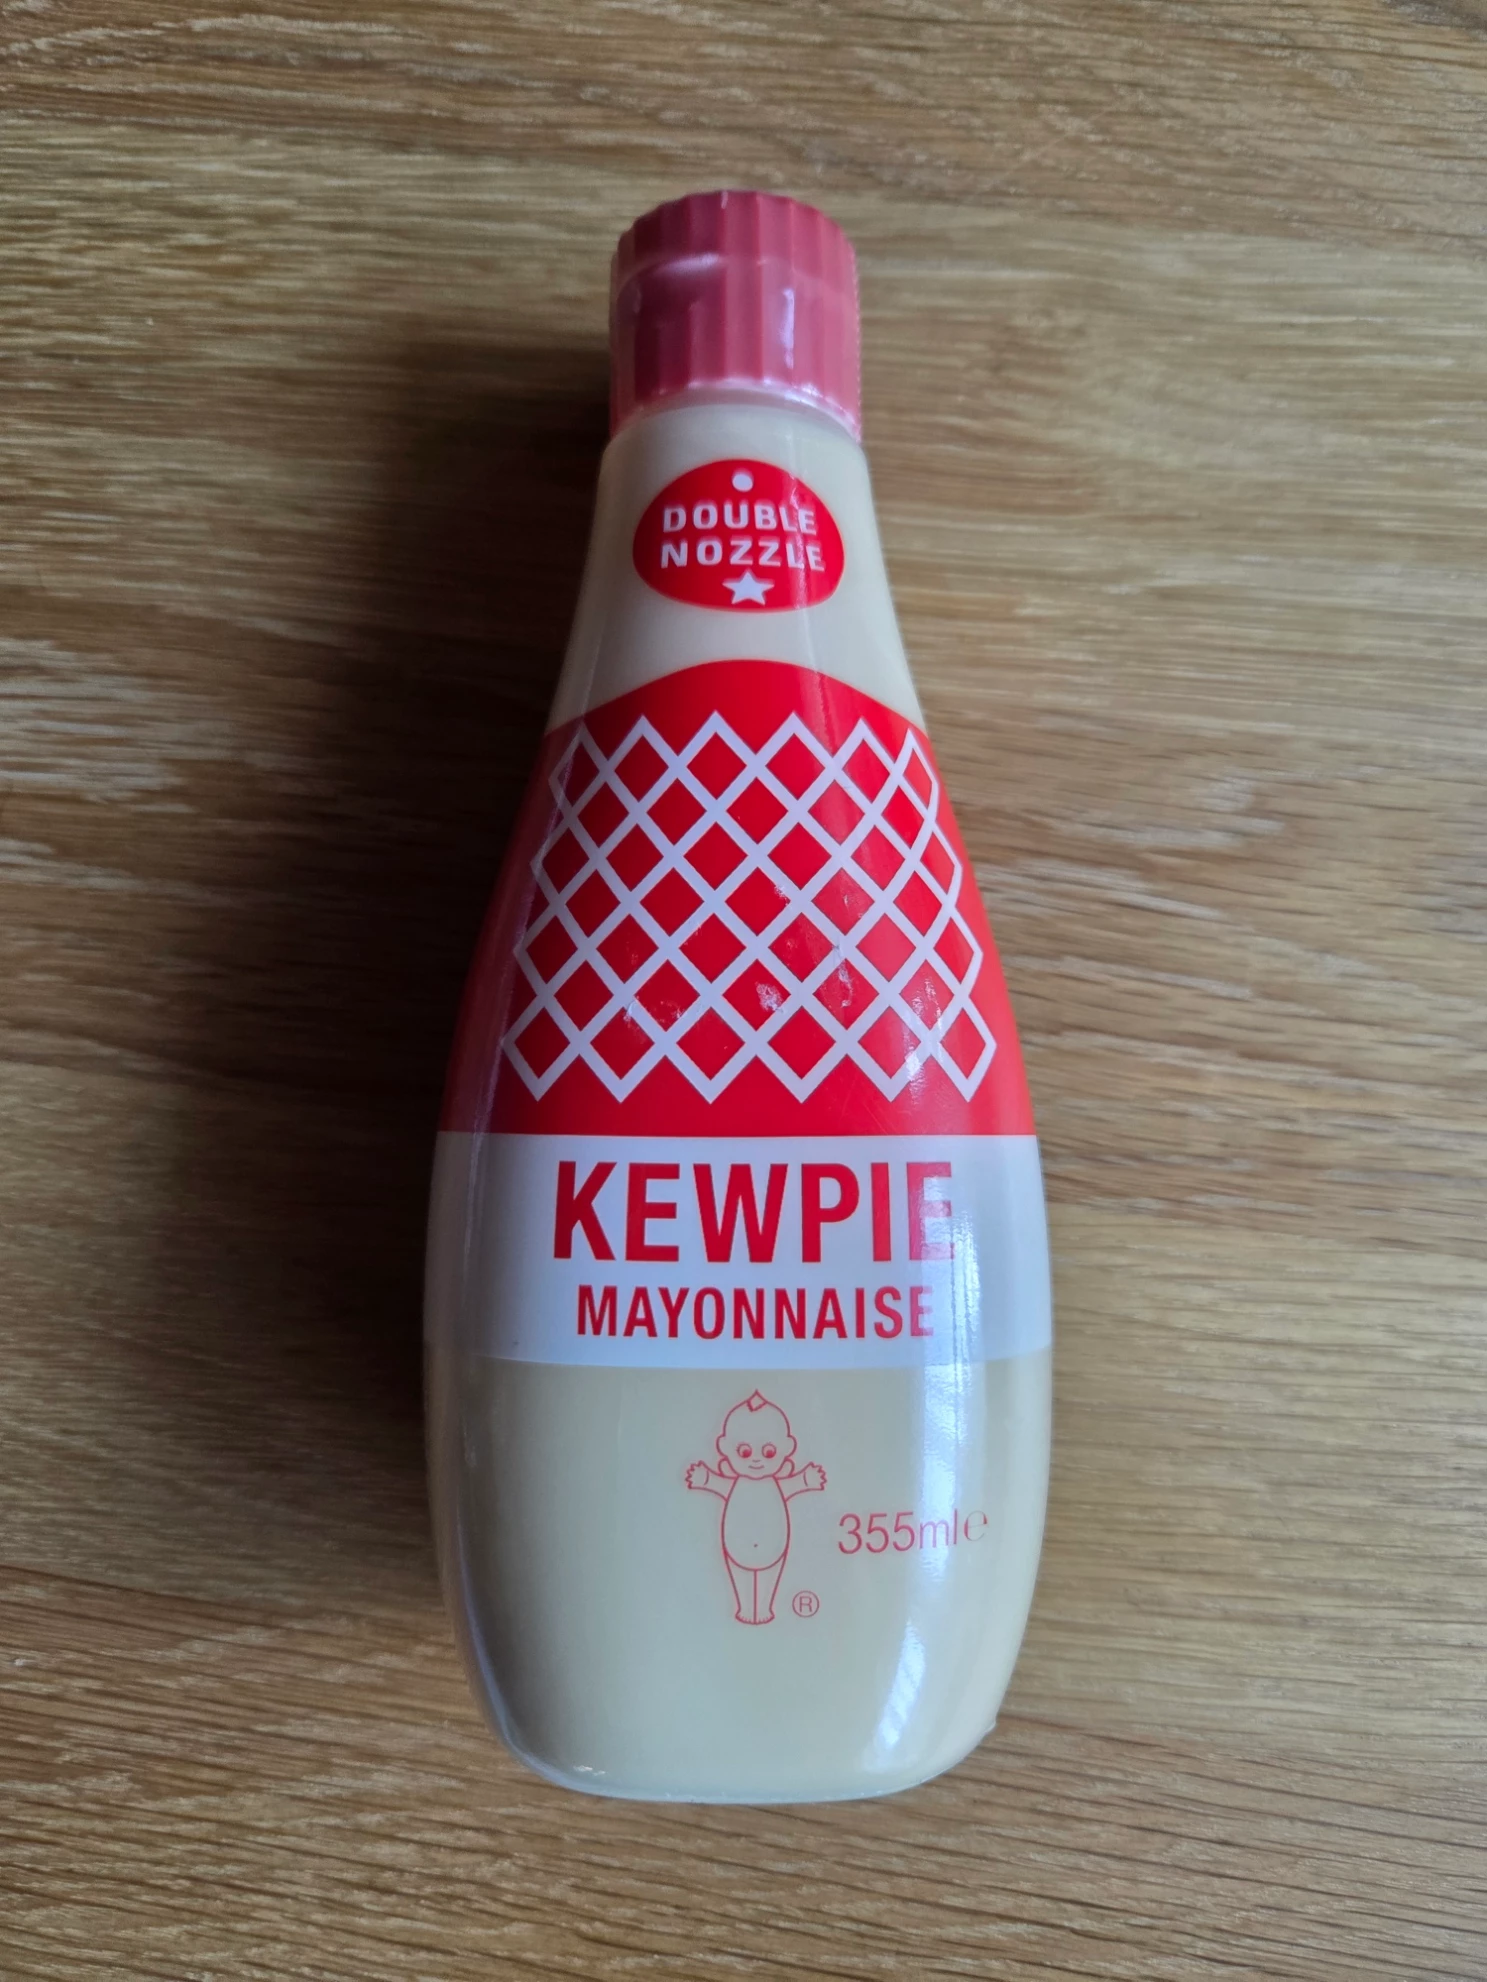 DOUBLE
NOZZLE
KEWPIE
MAYONNAISE
355ml℮
®